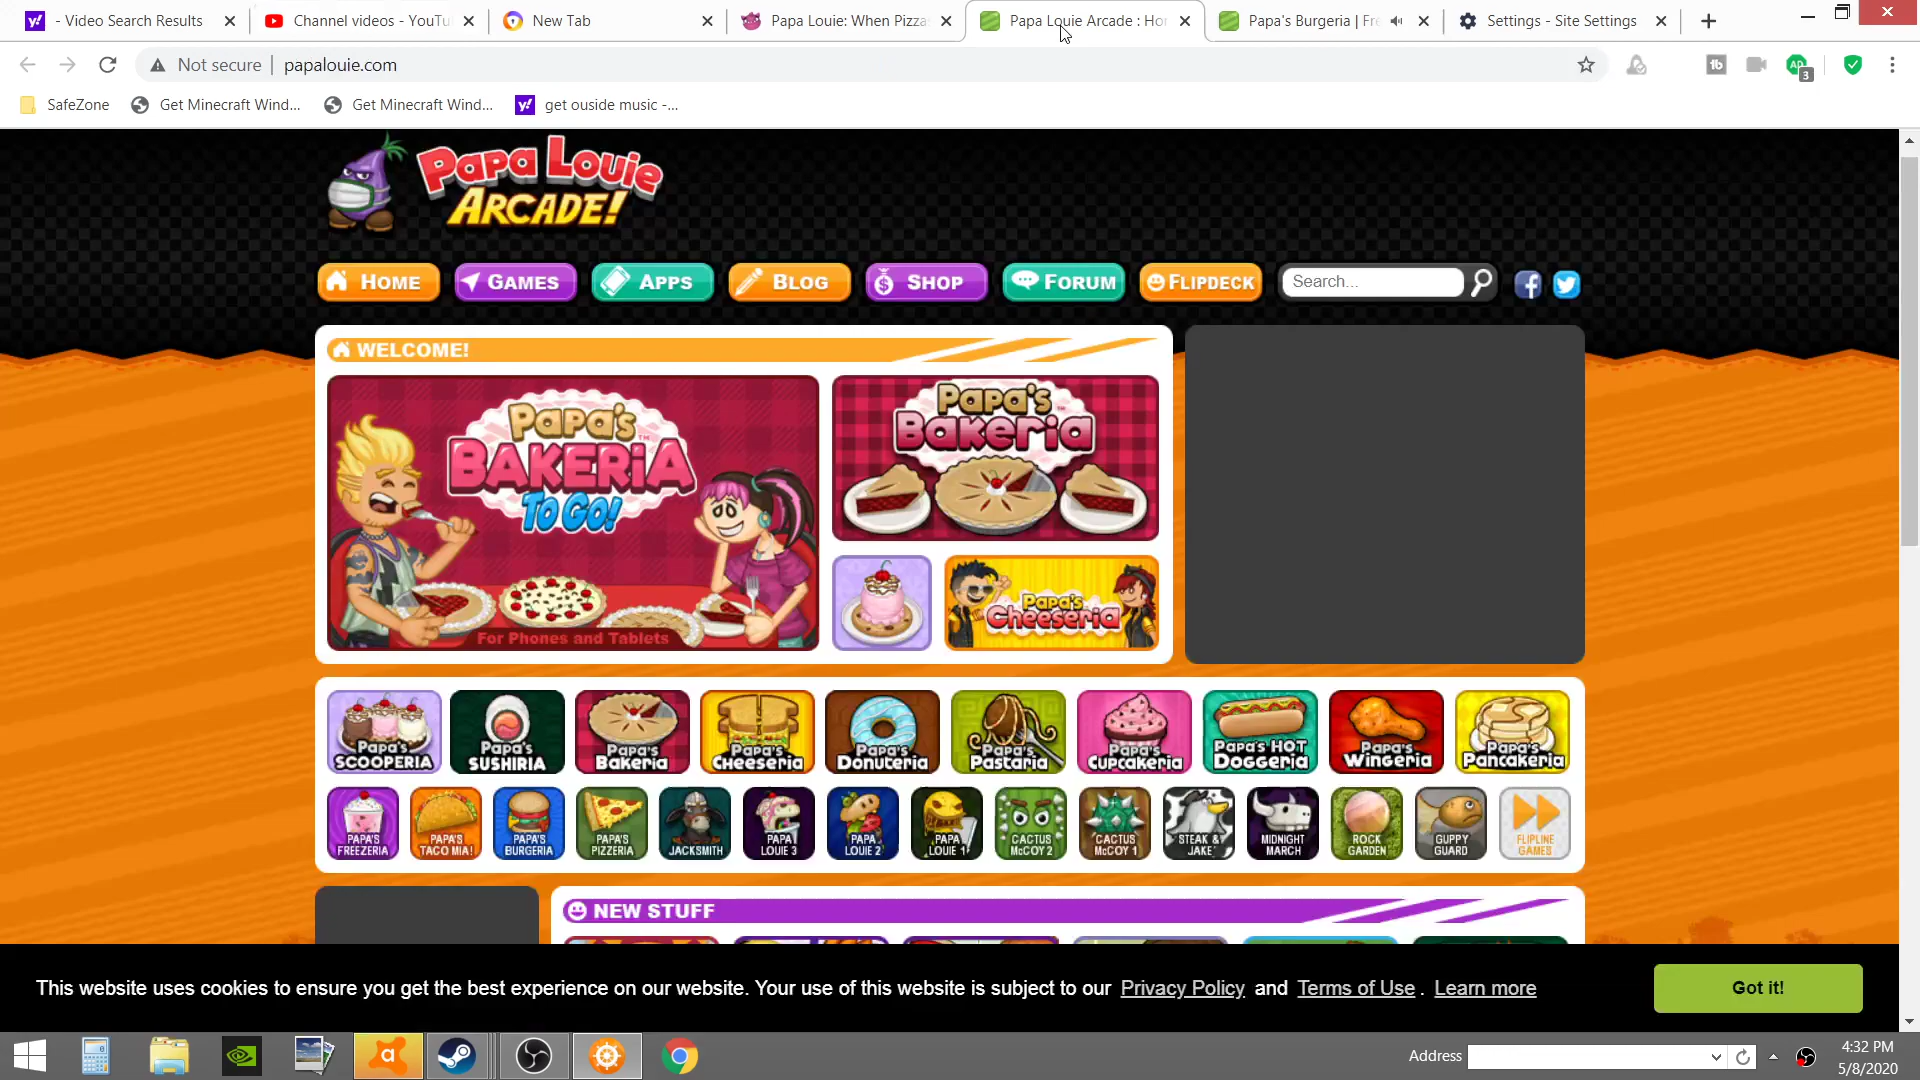 - Video Search Results
Channel videos - YouTu
New Tab
Papa Louie: When Pizzas
Papa Louie Arcade : Ho
Papa's Burgeria | Fre
Settings - Site Settings
Not secure
papalouie.com
tb
AD
3
SafeZone
Get Minecraft Wind...
Get Minecraft Wind...
y!
get ouside music -...
Papa Louie
ARCADE!
HOME
GAMES
APPS
BLOG
SHOP
FORUM
FLIPDECK
Search...
WELCOME!
PAPA'S
BAKERIA
TO GO!
For Phones and Tablets
Papa's
Bakeria
Papa's
Cheeseria
Papa's
SCOOPERIA
Papa's
SUSHIRIA
Papa's
Bakeria
Papa's
Cheeseria
Papa's
Donuteria
Papa's
Pastaria
Papa's
Cupcakeria
Papa's HOT
Doggeria
Papa's
Wingeria
Papa's
Pancakeria
PAPA'S
FREEZERIA
PAPA'S
TACO MIA!
PAPA'S
BURGERIA
PAPA'S
PIZZERIA
JACKSMITH
PAPA
LOUIE 3
PAPA
LOUIE 2
PAPA
LOUIE 1
CACTUS
McCOY 2
CACTUS
McCOY 1
STEAK &
JAKE
MIDNIGHT
MARCH
ROCK
GARDEN
GUPPY
GUARD
FLIPLINE
GAMES
NEW STUFF
This website uses cookies to ensure you get the best experience on our website. Your use of this website is subject to our Privacy Policy and Terms of Use . Learn more
Got it!
Address
4:32 PM
5/8/2020